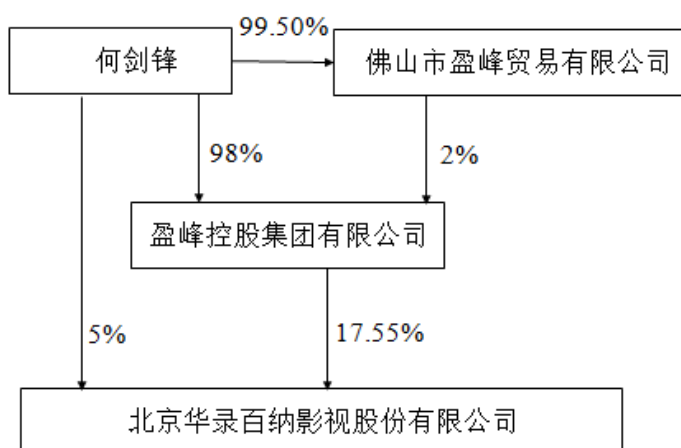 99.50%
何剑锋
佛山市盈峰贸易有限公司
98%
2%
盈峰控股集团有限公司
5%
17.55%
北京华录百纳影视股份有限公司